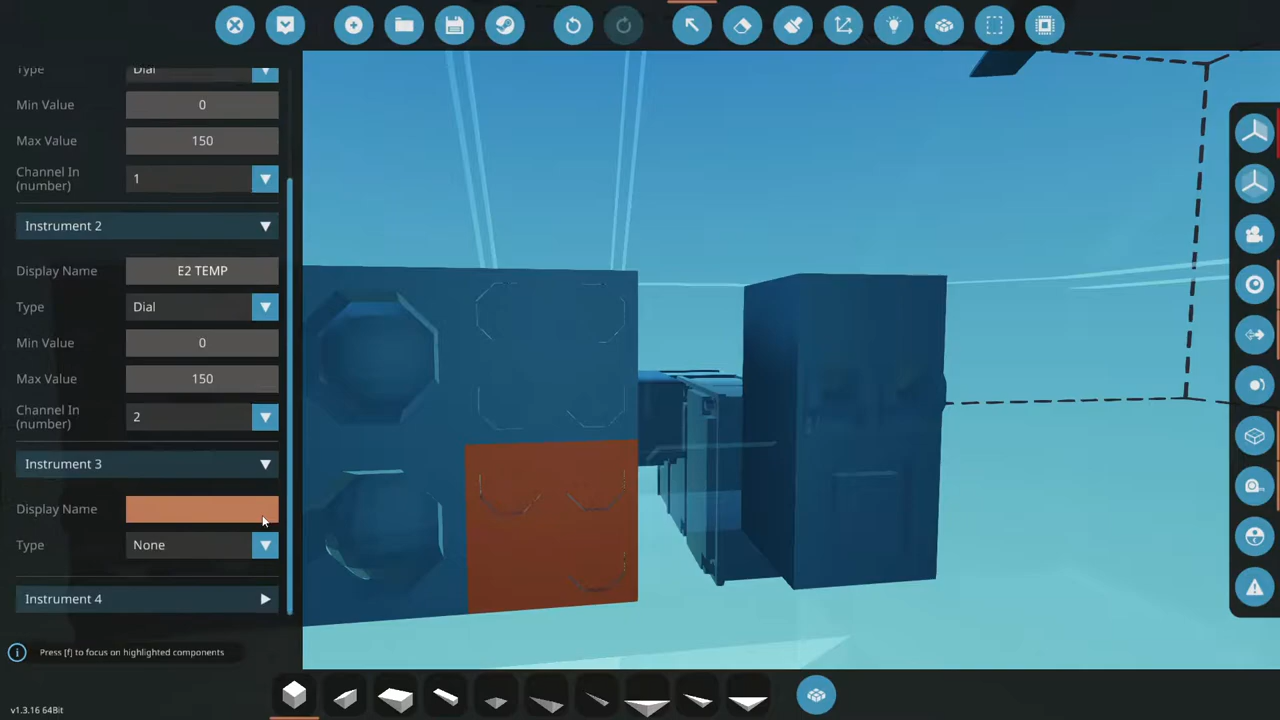 Type Dial
Min Value 0
Max Value 150
Channel In (number) 1
Instrument 2
Display Name E2 TEMP
Type Dial
Min Value 0
Max Value 150
Channel In (number) 2
Instrument 3
Display Name
Type None
Instrument 4
Press [f] to focus on highlighted components
v1.3.16 64Bit